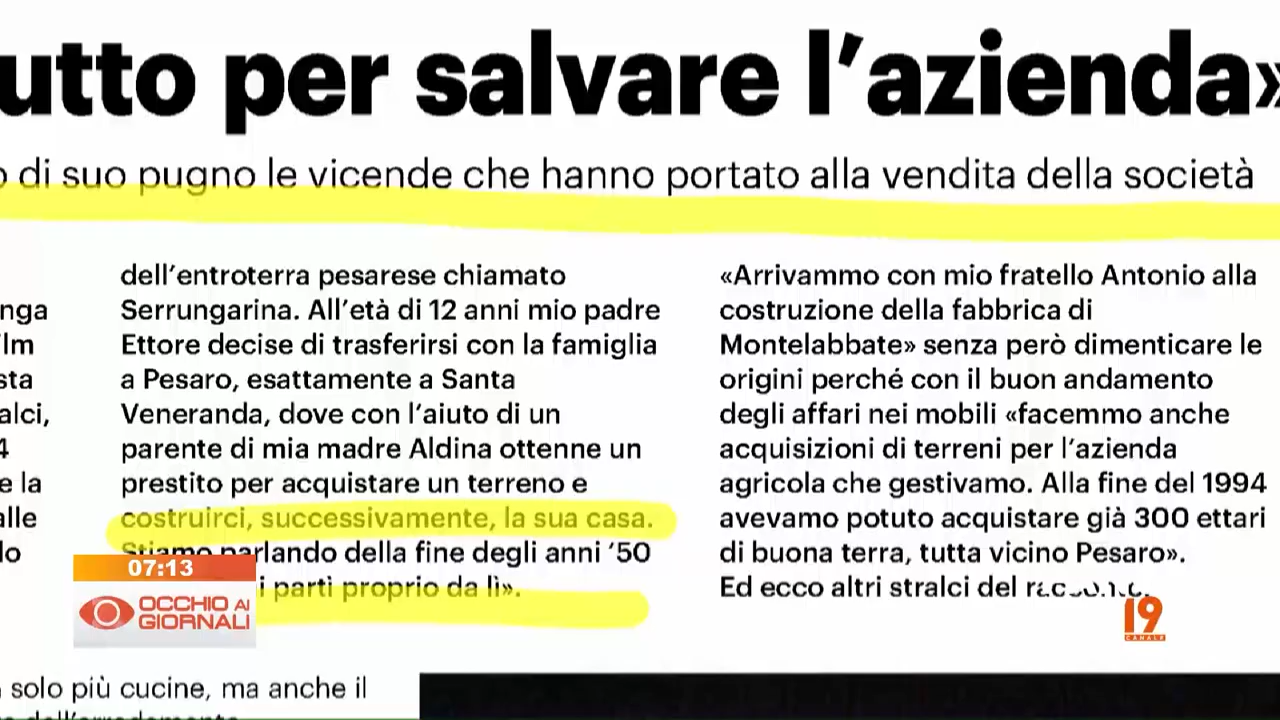 utto per salvare l'azienda»
di suo pugno le vicende che hanno portato alla vendita della società
nga
lm
sta
alci,
4
e la
alle
lo
dell'entroterra pesarese chiamato
Serrungarina. All'età di 12 anni mio padre
Ettore decise di trasferirsi con la famiglia
a Pesaro, esattamente a Santa
Veneranda, dove con l'aiuto di un
parente di mia madre Aldina ottenne un
prestito per acquistare un terreno e
costruirci, successivamente, la sua casa.
Stiamo parlando della fine degli anni '50
i partì proprio da lì».
«Arrivammo con mio fratello Antonio alla
costruzione della fabbrica di
Montelabbate» senza però dimenticare le
origini perché con il buon andamento
degli affari nei mobili «facemmo anche
acquisizioni di terreni per l'azienda
agricola che gestivamo. Alla fine del 1994
avevamo potuto acquistare già 300 ettari
di buona terra, tutta vicino Pesaro».
Ed ecco altri stralci del
07:13
OCCHIO AI
GIORNALI
19
CANALE
solo più cucine, ma anche il
dell'arredamento